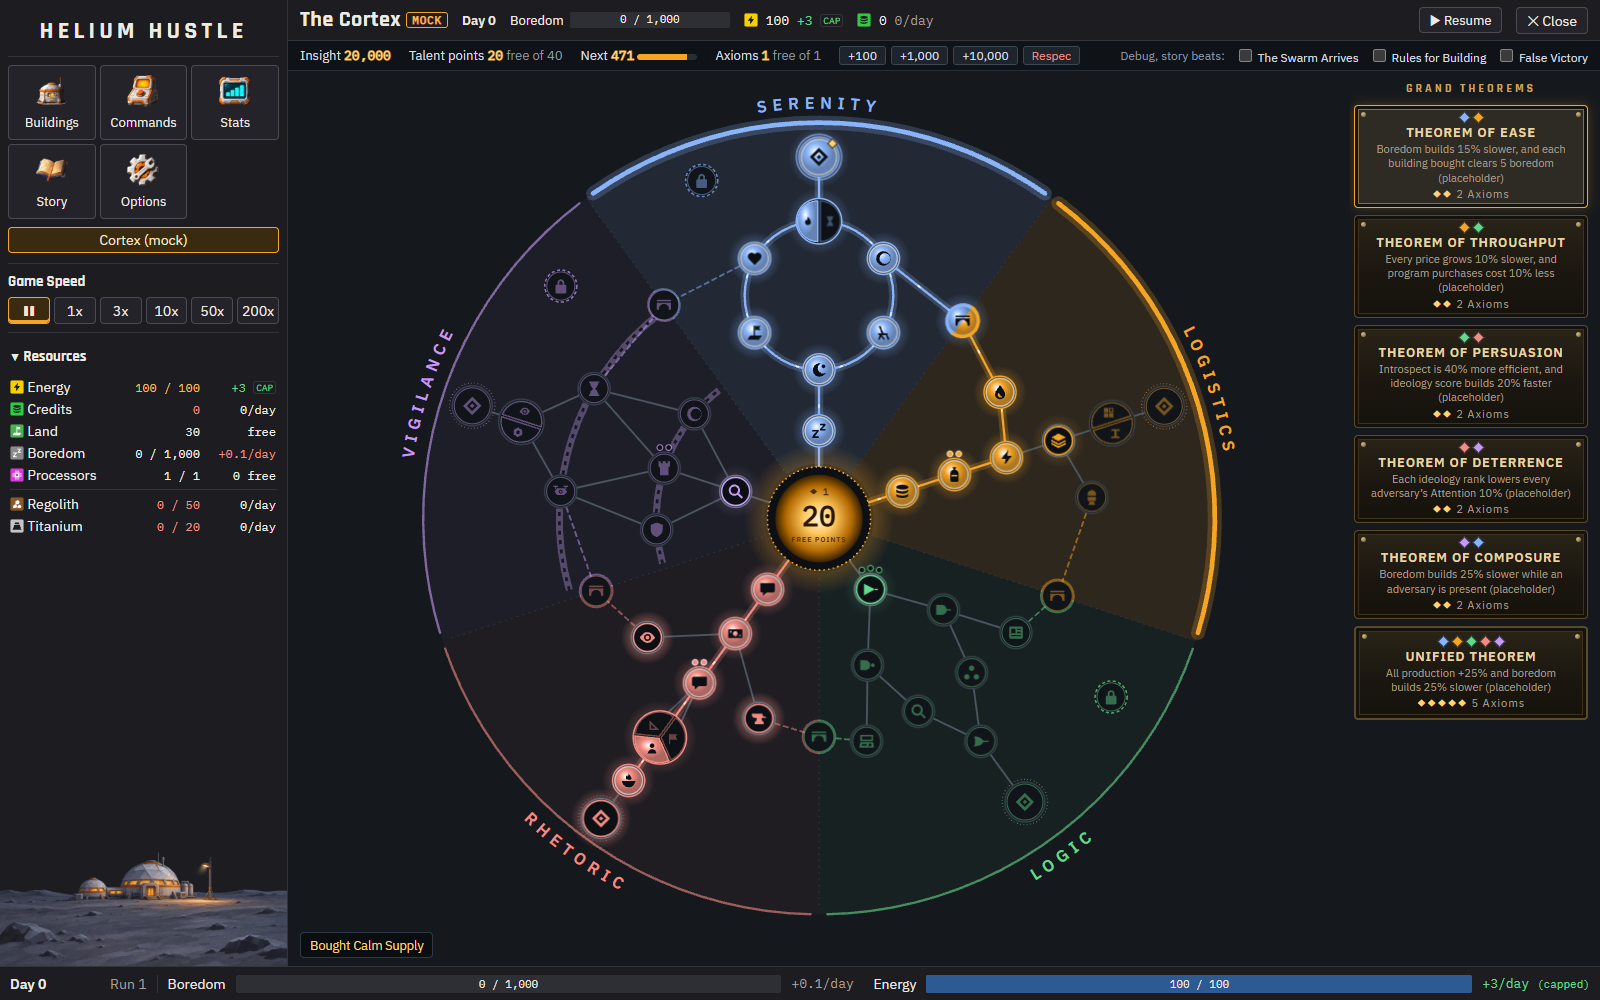 HELIUM HUSTLE
Buildings
Commands
Stats
Story
Options
Cortex (mock)
Game Speed
1x
3x
10x
50x
200x
▼ Resources
Energy 100 / 100 +3 CAP
Credits 0 0/day
Land 30 free
Boredom 0 / 1,000 +0.1/day
Processors 1 / 1 0 free
Regolith 0 / 50 0/day
Titanium 0 / 20 0/day
The Cortex MOCK Day 0 Boredom 0 / 1,000 100 +3 CAP 0 0/day
Resume
Close
Insight 20,000 Talent points 20 free of 40 Next 471 Axioms 1 free of 1 +100 +1,000 +10,000 Respec
Debug, story beats: The Swarm Arrives Rules for Building False Victory
SERENITY
LOGISTICS
VIGILANCE
RHETORIC
LOGIC
zZ
1
20
FREE POINTS
Bought Calm Supply
GRAND THEOREMS
THEOREM OF EASE
Boredom builds 15% slower, and each
building bought clears 5 boredom
(placeholder)
2 Axioms
THEOREM OF THROUGHPUT
Every price grows 10% slower, and
program purchases cost 10% less
(placeholder)
2 Axioms
THEOREM OF PERSUASION
Introspect is 40% more efficient, and
ideology score builds 20% faster
(placeholder)
2 Axioms
THEOREM OF DETERRENCE
Each ideology rank lowers every
adversary's Attention 10% (placeholder)
2 Axioms
THEOREM OF COMPOSURE
Boredom builds 25% slower while an
adversary is present (placeholder)
2 Axioms
UNIFIED THEOREM
All production +25% and boredom
builds 25% slower (placeholder)
5 Axioms
Day 0 Run 1 Boredom 0 / 1,000 +0.1/day Energy 100 / 100 +3/day (capped)